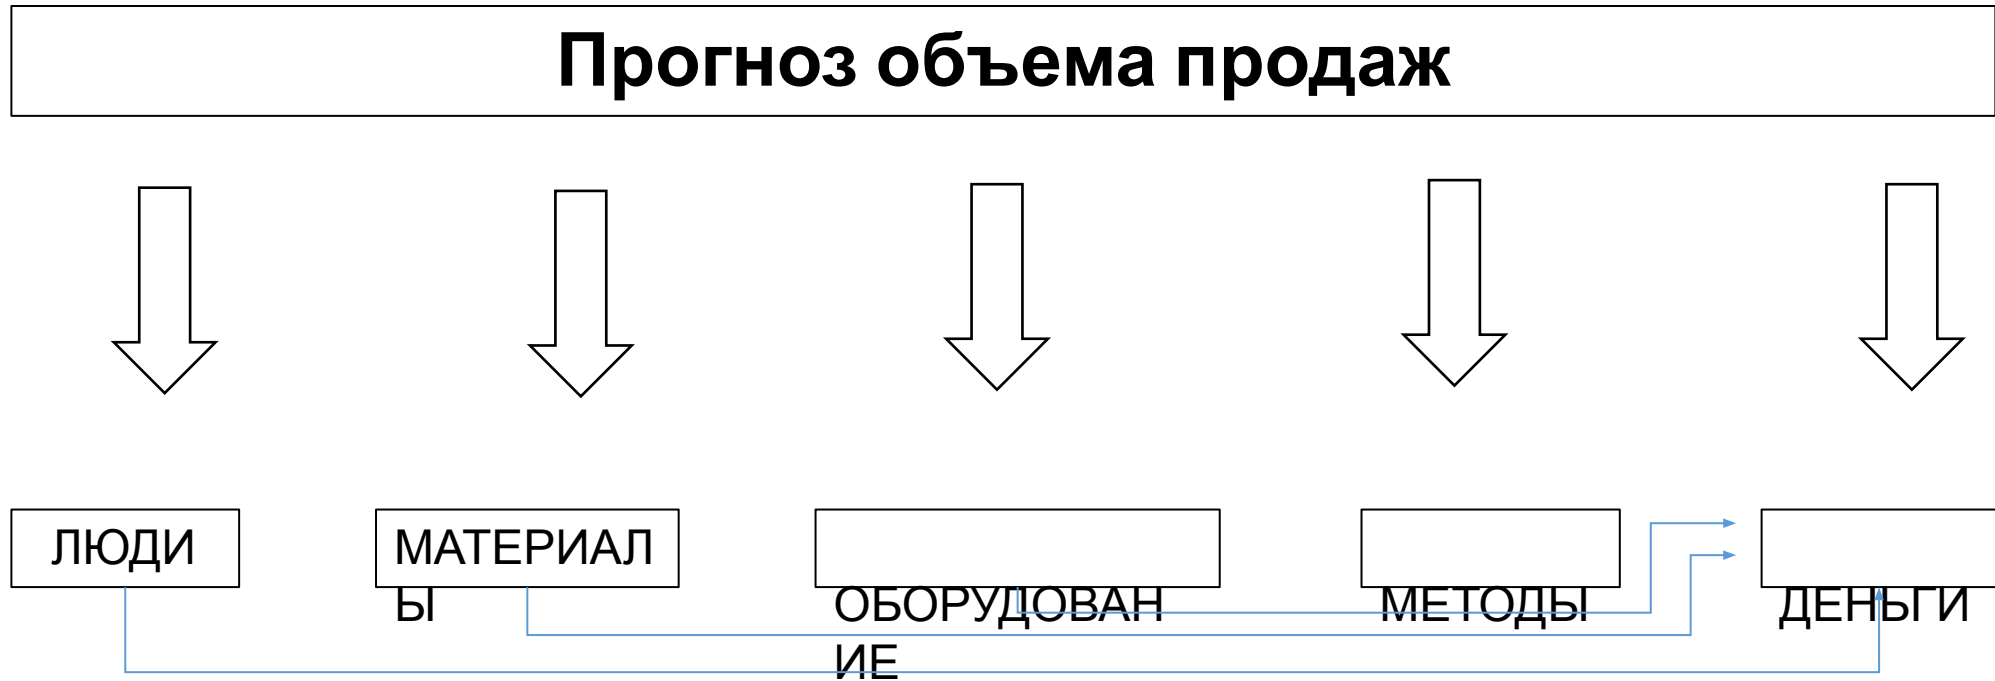 Прогноз объема продаж
ЛЮДИ
МАТЕРИАЛ
Ы
ОБОРУДОВАН
ИЕ
МЕТОДЫ
ДЕНЬГИ